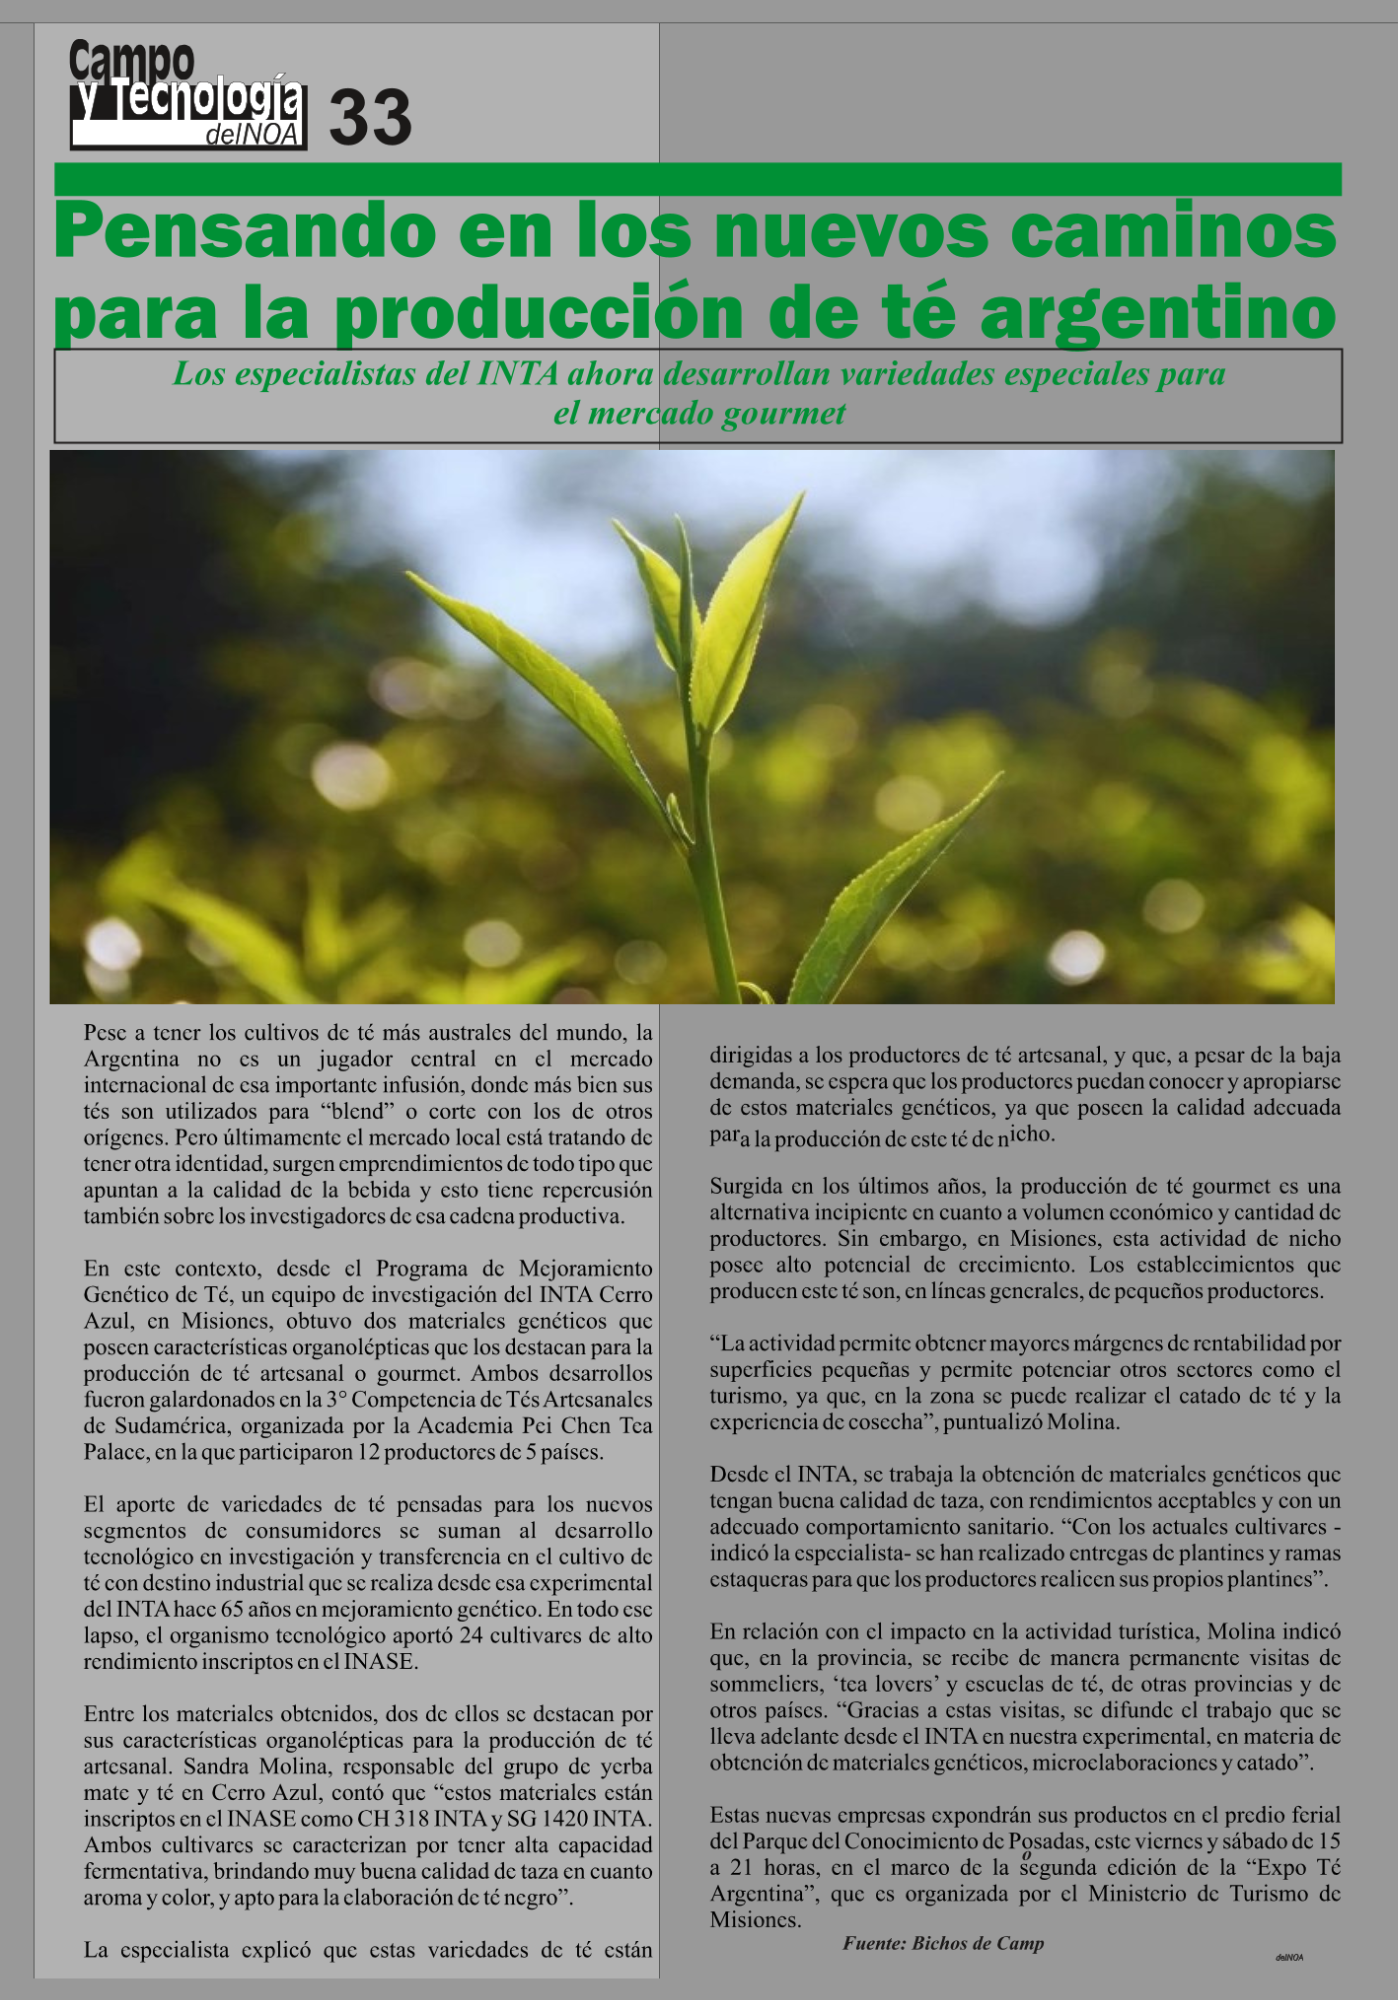 Campo
y Tecnología
delNOA
33
Pensando en los nuevos caminos
para la producción de té argentino
Los especialistas del INTA ahora desarrollan variedades especiales para
el mercado gourmet
Pese a tener los cultivos de té más australes del mundo, la
Argentina no es un jugador central en el mercado
internacional de esa importante infusión, donde más bien sus
tés son utilizados para “blend” o corte con los de otros
orígenes. Pero últimamente el mercado local está tratando de
tener otra identidad, surgen emprendimientos de todo tipo que
apuntan a la calidad de la bebida y esto tiene repercusión
también sobre los investigadores de esa cadena productiva.
En este contexto, desde el Programa de Mejoramiento
Genético de Té, un equipo de investigación del INTA Cerro
Azul, en Misiones, obtuvo dos materiales genéticos que
poseen características organolépticas que los destacan para la
producción de té artesanal o gourmet. Ambos desarrollos
fueron galardonados en la 3° Competencia de Tés Artesanales
de Sudamérica, organizada por la Academia Pei Chen Tea
Palace, en la que participaron 12 productores de 5 países.
El aporte de variedades de té pensadas para los nuevos
segmentos de consumidores se suman al desarrollo
tecnológico en investigación y transferencia en el cultivo de
té con destino industrial que se realiza desde esa experimental
del INTA hace 65 años en mejoramiento genético. En todo ese
lapso, el organismo tecnológico aportó 24 cultivares de alto
rendimiento inscriptos en el INASE.
Entre los materiales obtenidos, dos de ellos se destacan por
sus características organolépticas para la producción de té
artesanal. Sandra Molina, responsable del grupo de yerba
mate y té en Cerro Azul, contó que “estos materiales están
inscriptos en el INASE como CH 318 INTA y SG 1420 INTA.
Ambos cultivares se caracterizan por tener alta capacidad
fermentativa, brindando muy buena calidad de taza en cuanto
aroma y color, y apto para la elaboración de té negro”.
La especialista explicó que estas variedades de té están
dirigidas a los productores de té artesanal, y que, a pesar de la baja
demanda, se espera que los productores puedan conocer y apropiarse
de estos materiales genéticos, ya que poseen la calidad adecuada
para la producción de este té de nicho.
Surgida en los últimos años, la producción de té gourmet es una
alternativa incipiente en cuanto a volumen económico y cantidad de
productores. Sin embargo, en Misiones, esta actividad de nicho
posee alto potencial de crecimiento. Los establecimientos que
producen este té son, en líneas generales, de pequeños productores.
“La actividad permite obtener mayores márgenes de rentabilidad por
superficies pequeñas y permite potenciar otros sectores como el
turismo, ya que, en la zona se puede realizar el catado de té y la
experiencia de cosecha”, puntualizó Molina.
Desde el INTA, se trabaja la obtención de materiales genéticos que
tengan buena calidad de taza, con rendimientos aceptables y con un
adecuado comportamiento sanitario. “Con los actuales cultivares -
indicó la especialista- se han realizado entregas de plantines y ramas
estaqueras para que los productores realicen sus propios plantines”.
En relación con el impacto en la actividad turística, Molina indicó
que, en la provincia, se recibe de manera permanente visitas de
sommeliers, ‘tea lovers’ y escuelas de té, de otras provincias y de
otros países. “Gracias a estas visitas, se difunde el trabajo que se
lleva adelante desde el INTA en nuestra experimental, en materia de
obtención de materiales genéticos, microelaboraciones y catado”.
Estas nuevas empresas expondrán sus productos en el predio ferial
del Parque del Conocimiento de Posadas, este viernes y sábado de 15
o
a 21 horas, en el marco de la segunda edición de la “Expo Té
Argentina”, que es organizada por el Ministerio de Turismo de
Misiones.
Fuente: Bichos de Camp
delNOA